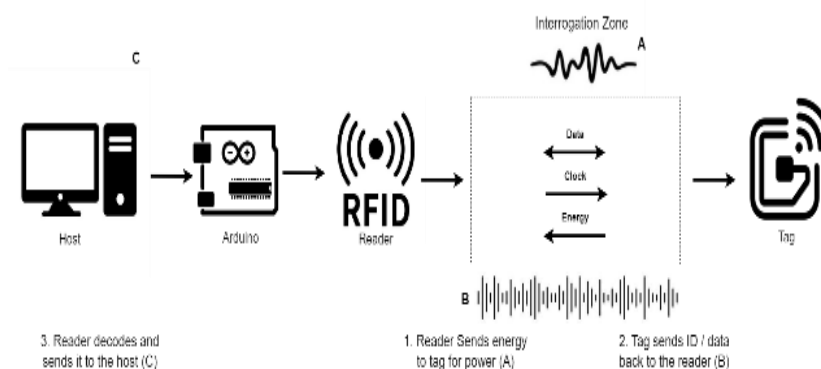 Interrogation Zone
A
C
Data
Clock
Energy
RFID
Host
Arduino
Reader
Tag
B
3. Reader decodes and
sends it to the host (C)
1. Reader Sends energy
to tag for power (A)
2. Tag sends ID / data
back to the reader (B)